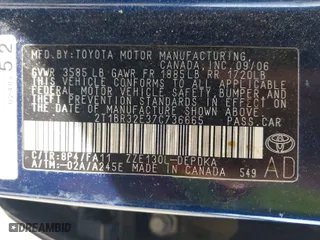 MFD.BY:TOYOTA MOTOR MANUFACTURING
CANADA, INC. 09/06
GVWR 3585 LB GAWR FR 1885LB RR 1720LB
THIS VEHICLE CONFORMS TO ALL APPLICABLE
FEDERAL MOTOR VEHICLE SAFETY, BUMPER, AND
THEFT PREVENTION STANDARDS IN EFFECT ON
THE DATE OF MANUFACTURE SHOWN ABOVE.
2T1BR32E37C736665 PASS.CAR
C/TR:8P4/FA11 ZZE130L-DEPDKA
A/TM:-02A/A245E MADE IN CANADA 549
AD
52